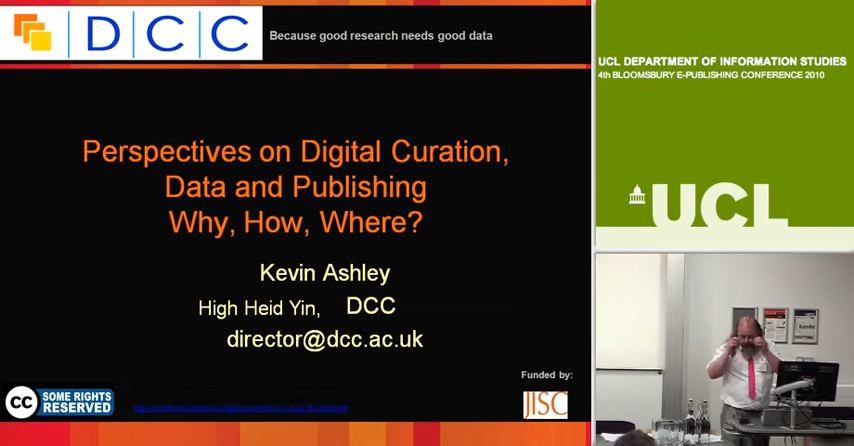 D C C
Because good research needs good data
UCL DEPARTMENT OF INFORMATION STUDIES
4th BLOOMSBURY E-PUBLISHING CONFERENCE 2010
UCL
Perspectives on Digital Curation,
Data and Publishing
Why, How, Where?
Kevin Ashley
High Heid Yin, DCC
director@dcc.ac.uk
Funded by:
JISC
CC SOME RIGHTS
RESERVED